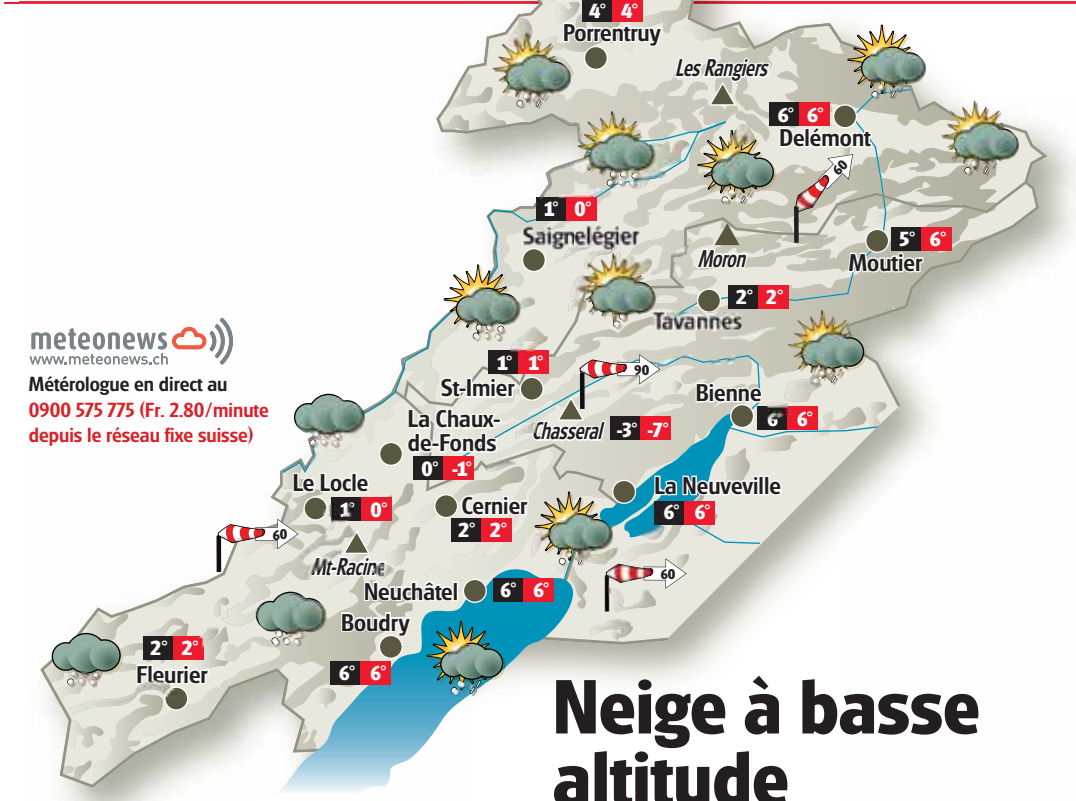 4° 4°
Porrentruy
Les Rangiers
6° 6°
Delémont
60
1° 0°
Saignelégier
Moron
5° 6°
Moutier
2° 2°
Tavannes
meteonews
www.meteonews.ch
Météorologue en direct au
0900 575 775 (Fr. 2.80/minute
depuis le réseau fixe suisse)
1° 1°
St-Imier
90
Bienne
6° 6°
Chasseral -3° -7°
La Chaux-
de-Fonds
0° -1°
Le Locle
1° 0°
Cernier
2° 2°
La Neuveville
6° 6°
60
Mt-Racine
60
Neuchâtel 6° 6°
Boudry
6° 6°
2° 2°
Fleurier
Neige à basse
altitude